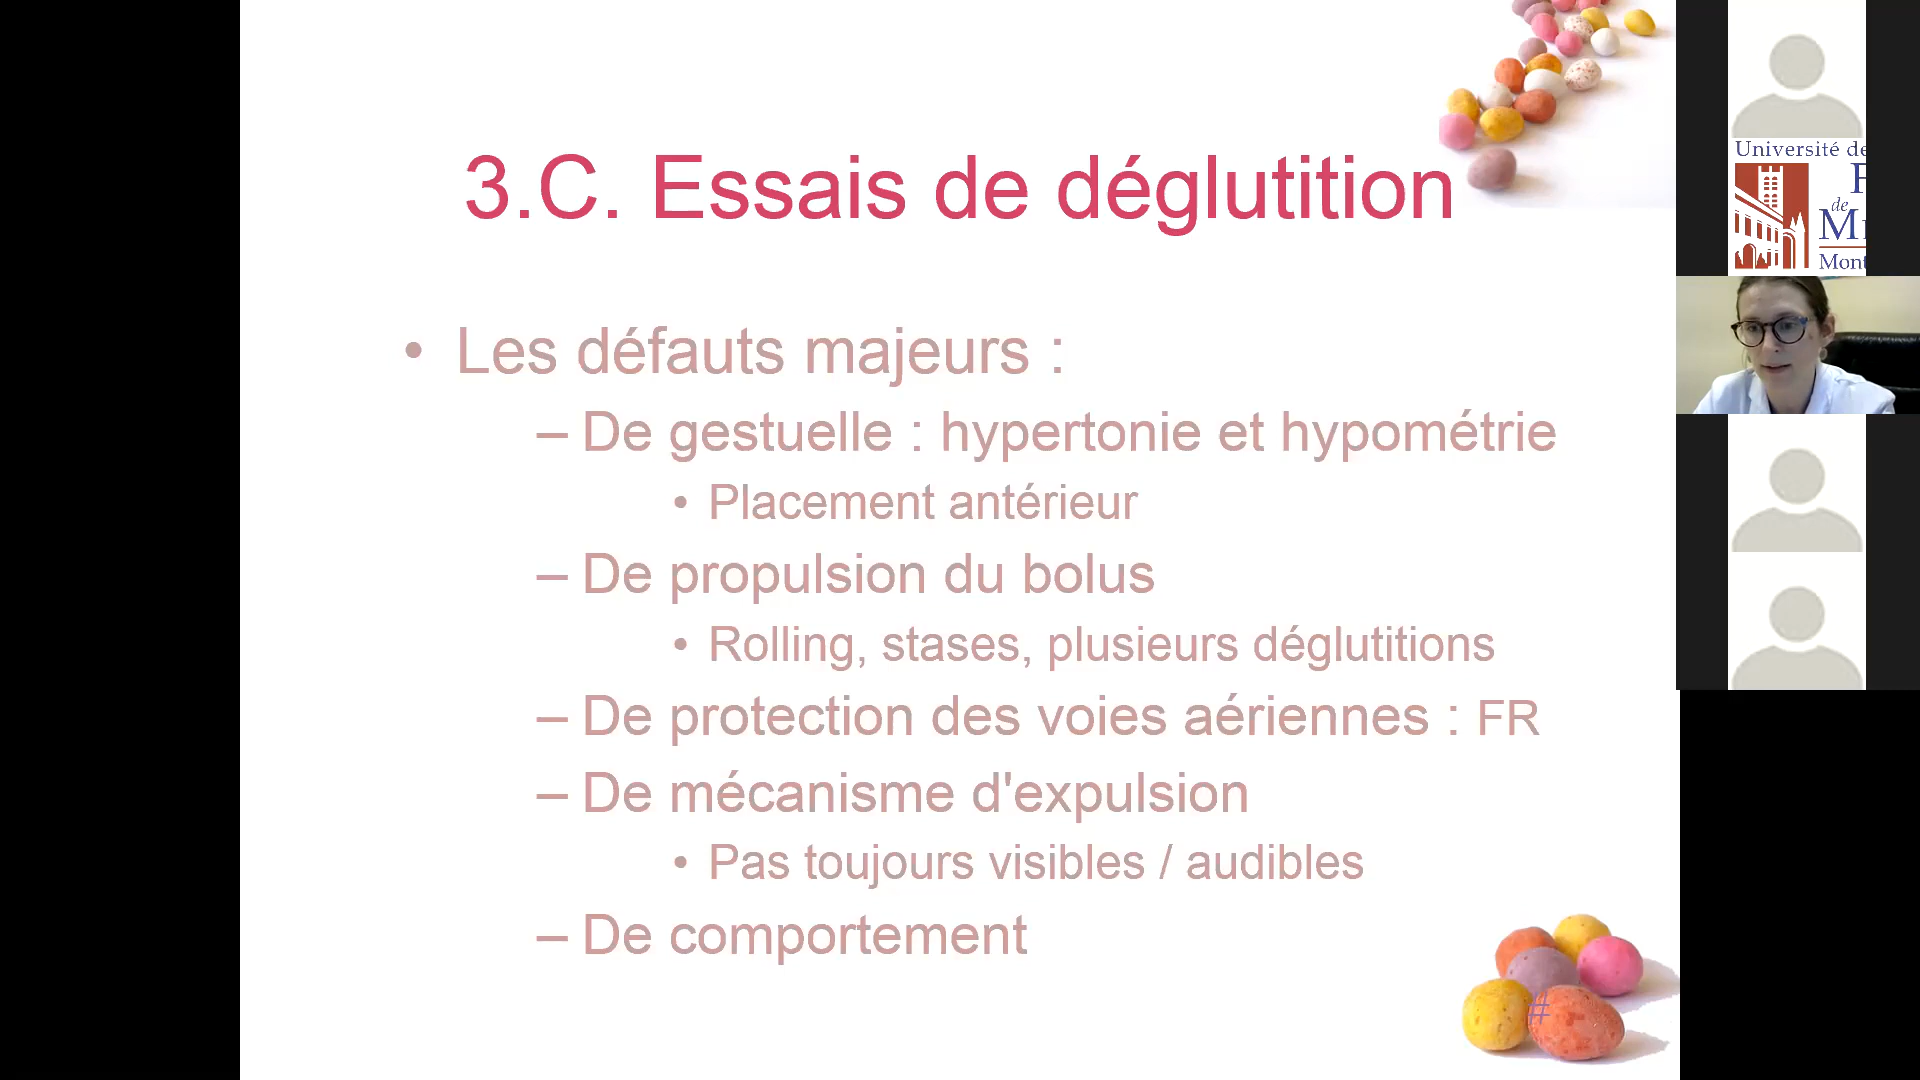 3.C. Essais de déglutition
• Les défauts majeurs :
– De gestuelle : hypertonie et hypométrie
• Placement antérieur
– De propulsion du bolus
• Rolling, stases, plusieurs déglutitions
– De protection des voies aériennes : FR
– De mécanisme d'expulsion
• Pas toujours visibles / audibles
– De comportement
#
Université de
de
Mont